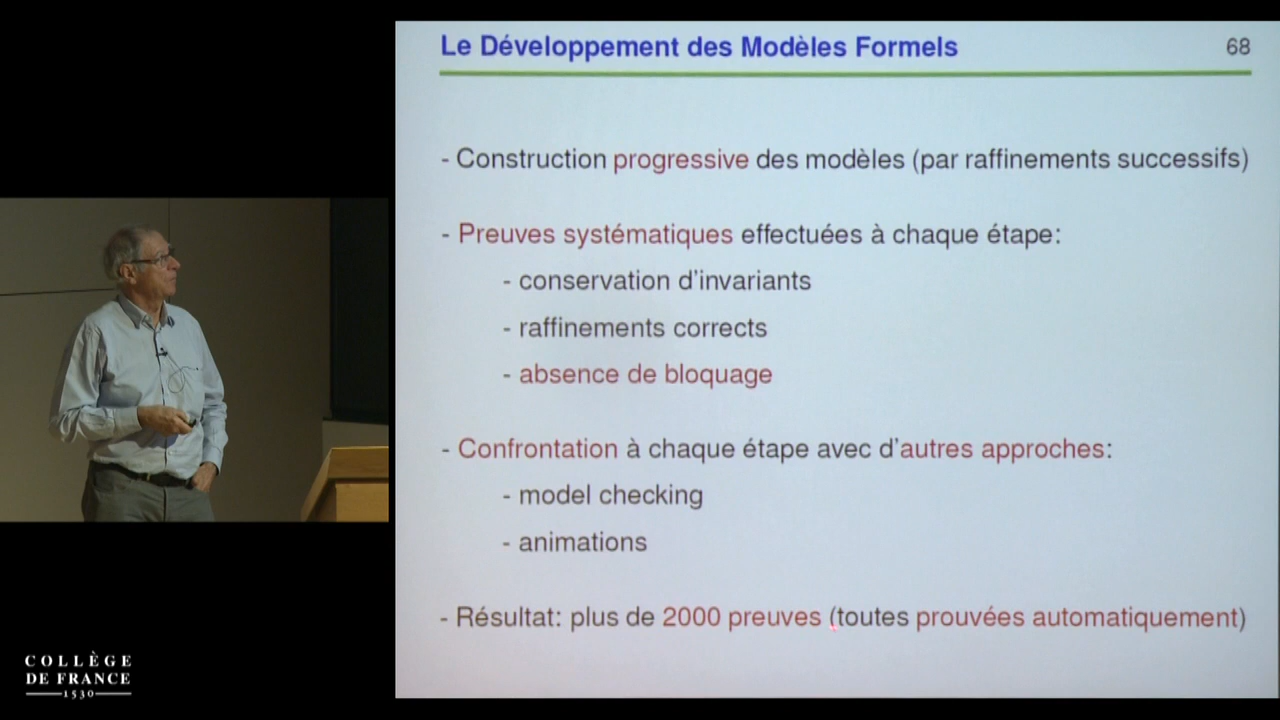 Le Développement des Modèles Formels
68
- Construction progressive des modèles (par raffinements successifs)
- Preuves systématiques effectuées à chaque étape:
- conservation d'invariants
- raffinements corrects
- absence de bloquage
- Confrontation à chaque étape avec d'autres approches:
- model checking
- animations
- Résultat: plus de 2000 preuves (toutes prouvées automatiquement)
COLLÈGE
DE FRANCE
1530